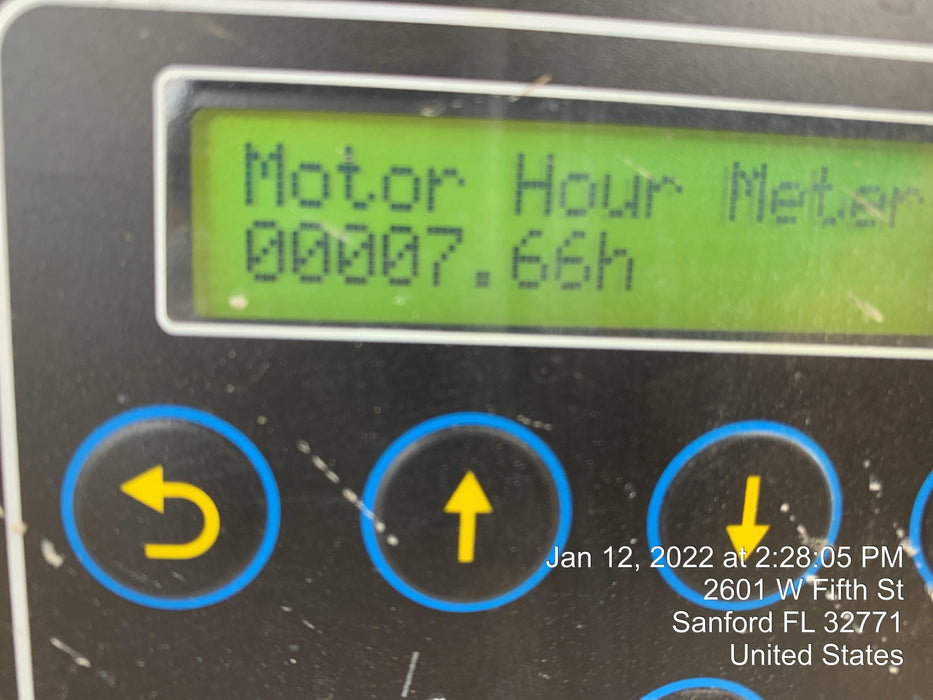 Motor Hour Meter
00007.66h
Jan 12, 2022 at 2:28:05 PM
2601 W Fifth St
Sanford FL 32771
United States